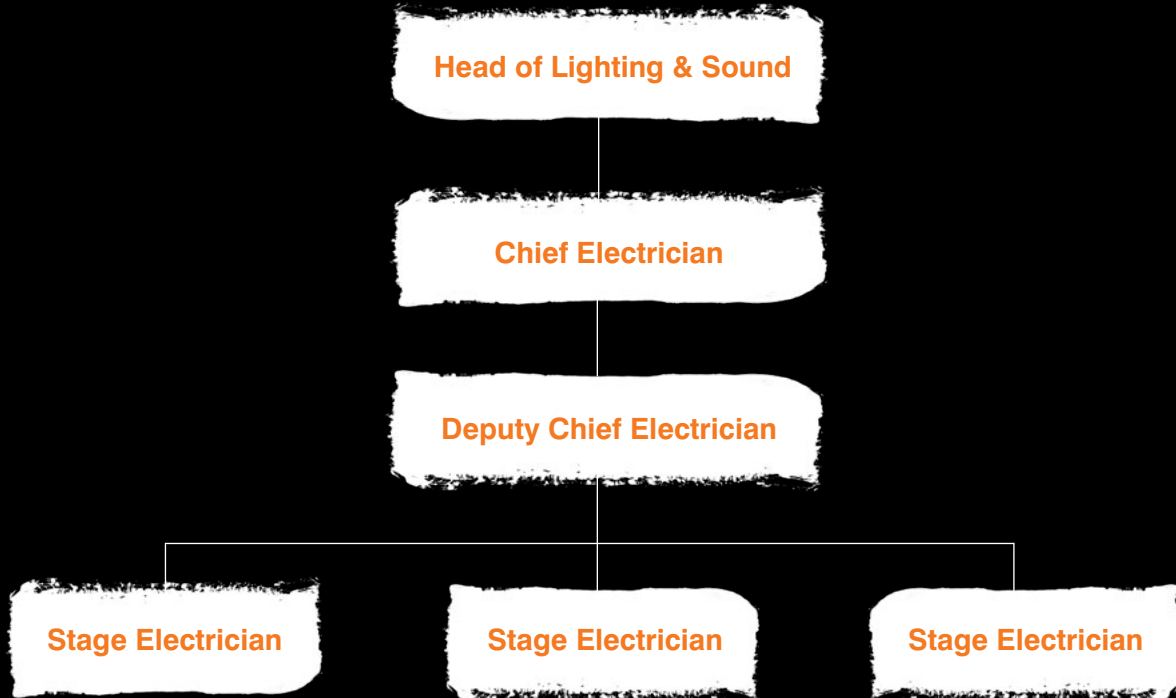 Head of Lighting & Sound
Chief Electrician
Deputy Chief Electrician
Stage Electrician
Stage Electrician
Stage Electrician